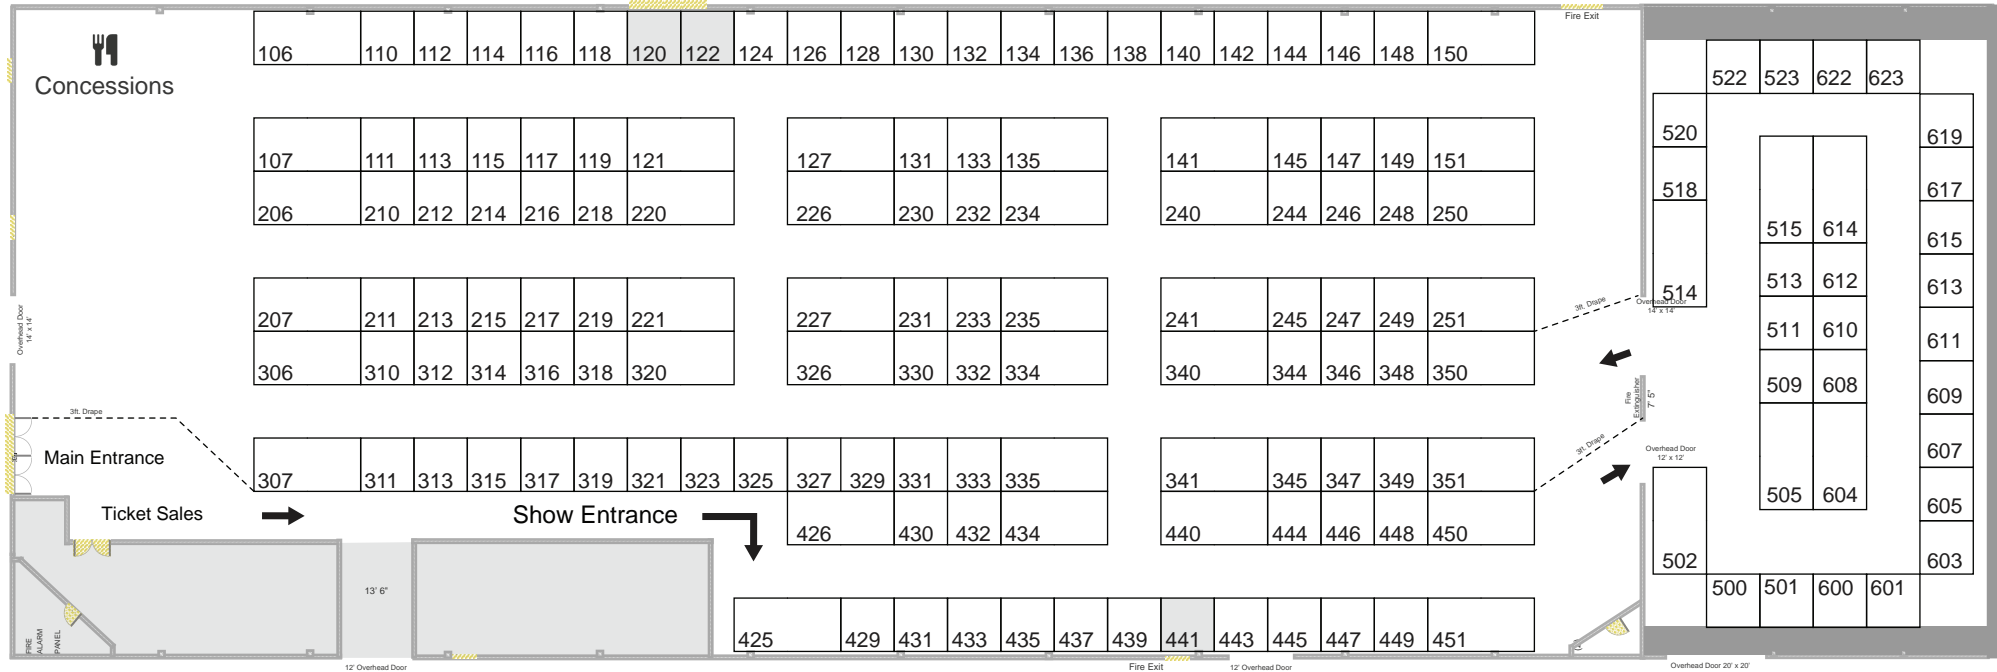 Fire Exit
106 110 112 114 116 118 120 122 124 126 128 130 132 134 136 138 140 142 144 146 148 150
522 523 622 623
Concessions
520 619
107 111 113 115 117 119 121 127 131 133 135 141 145 147 149 151
518 617
206 210 212 214 216 218 220 226 230 232 234 240 244 246 248 250
515 614 615
513 612 613
514
Overhead Door
14' x 14'
3ft. Drape
Overhead Door
14' x 14'
207 211 213 215 217 219 221 227 231 233 235 241 245 247 249 251
511 610 611
306 310 312 314 316 318 320 326 330 332 334 340 344 346 348 350
509 608 609
Fire
Extinguisher
7' 5"
3ft. Drape
3ft. Drape
Main Entrance
Overhead Door
12' x 12'
607
307 311 313 315 317 319 321 323 325 327 329 331 333 335 341 345 347 349 351
505 604 605
Ticket Sales
Show Entrance
426 430 432 434 440 444 446 448 450
502 603
13' 6"
500 501 600 601
FIRE
ALARM
PANEL
425 429 431 433 435 437 439 441 443 445 447 449 451
12' Overhead Door
Fire Exit
12' Overhead Door
Overhead Door 20' x 20'